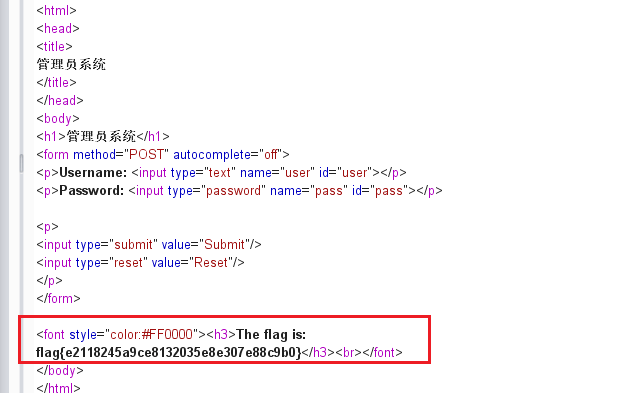 <html>
<head>
<title>
管理员系统
</title>
</head>
<body>
<h1>管理员系统</h1>
<form method="POST" autocomplete="off">
<p>Username: <input type="text" name="user" id="user"></p>
<p>Password: <input type="password" name="pass" id="pass"></p>
<p>
<input type="submit" value="Submit"/>
<input type="reset" value="Reset"/>
</p>
</form>
<font style="color:#FF0000"><h3>The flag is:
flag{e2118245a9ce8132035e8e307e88c9b0}</h3><br></font>
</body>
</html>